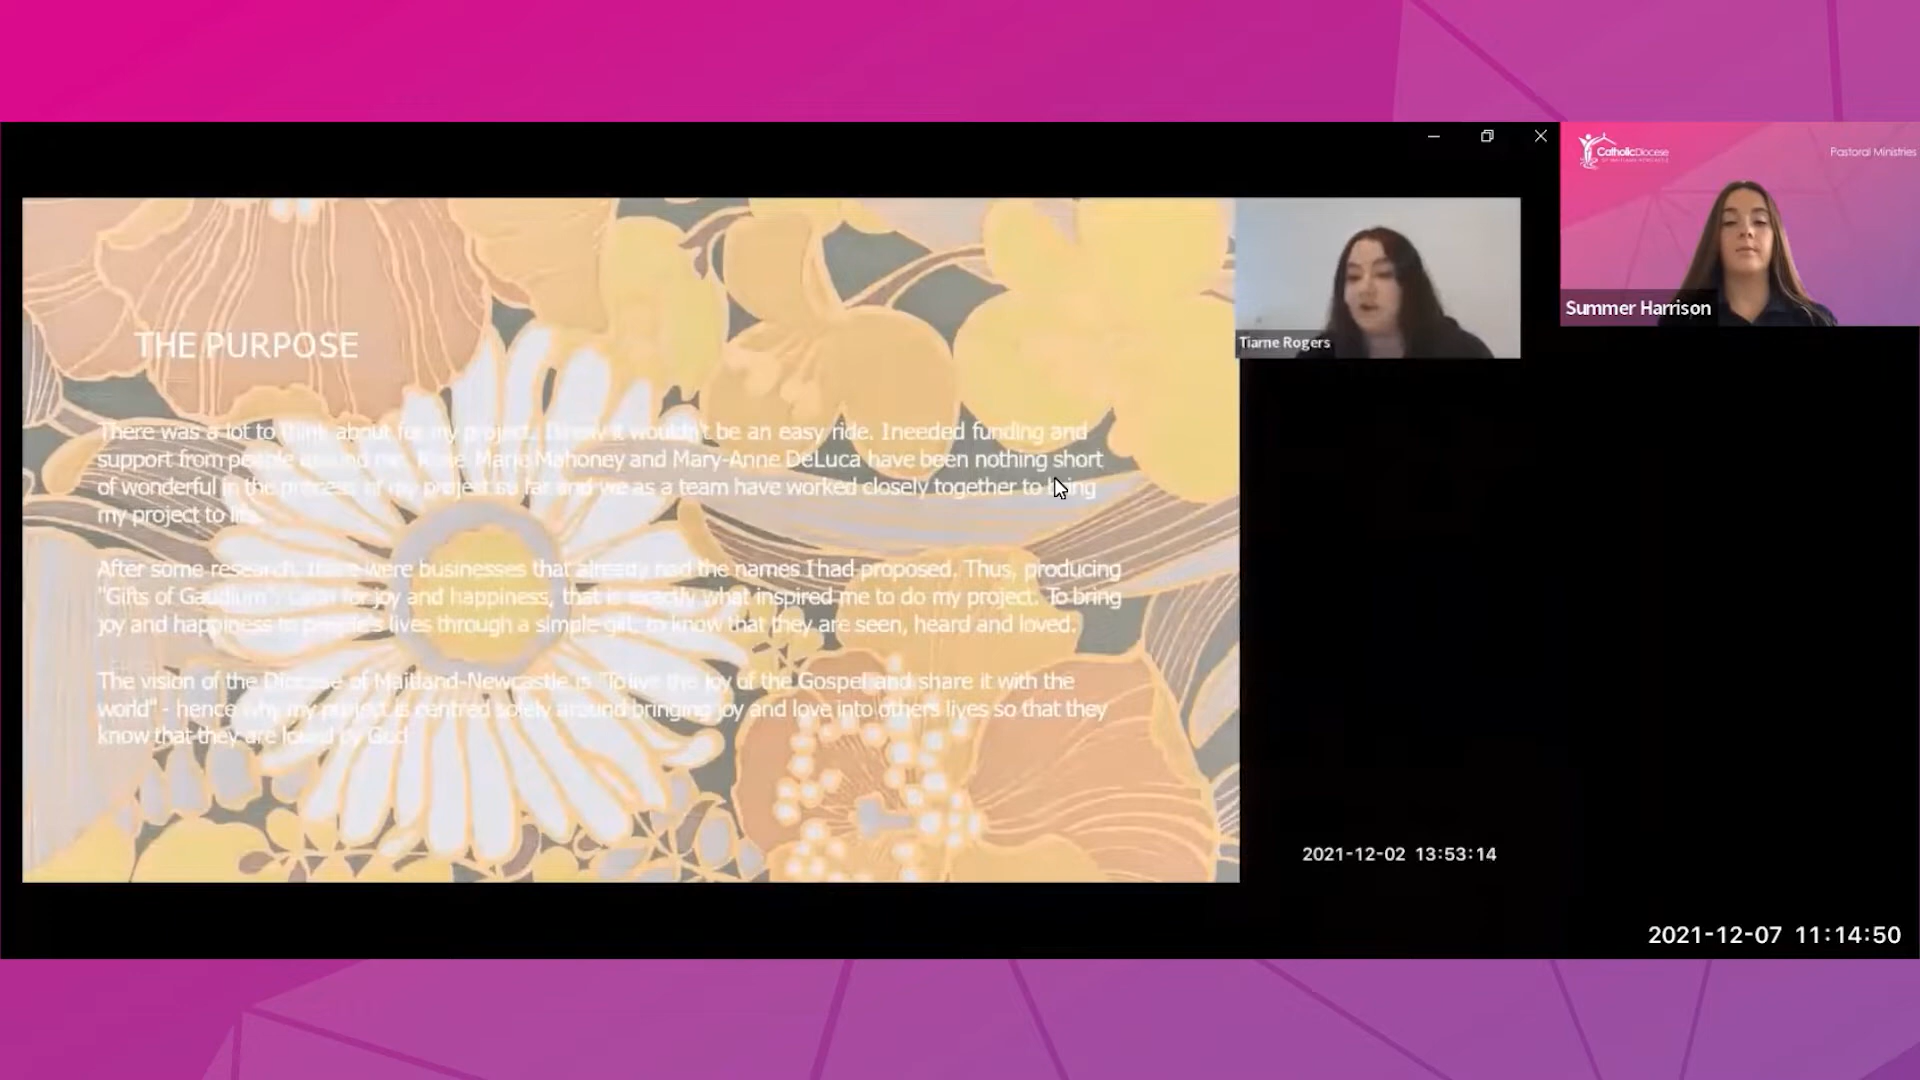 CatholicDiocese
Pastoral Ministries
Summer Harrison
Tiarne Rogers
THE PURPOSE
There was a lot to think about for my project. I knew it wouldn't be an easy ride. Ineeded funding and
support from people around me. Marie Mahoney and Mary-Anne DeLuca have been nothing short
of wonderful in the process of my project so far and we as a team have worked closely together to bring
my project to life.
After some research, there were businesses that already had the names I had proposed. Thus, producing
"Gifts of Gaudium". Latin for joy and happiness, that is exactly what inspired me to do my project. To bring
joy and happiness to people's lives through a simple gift, to know that they are seen, heard and loved.
The vision of the Diocese of Maitland-Newcastle is "To live the joy of the Gospel and share it with the
world" - hence why my project is centred solely around bringing joy and love into others lives so that they
know that they are loved by God
2021-12-02 13:53:14
2021-12-07 11:14:50